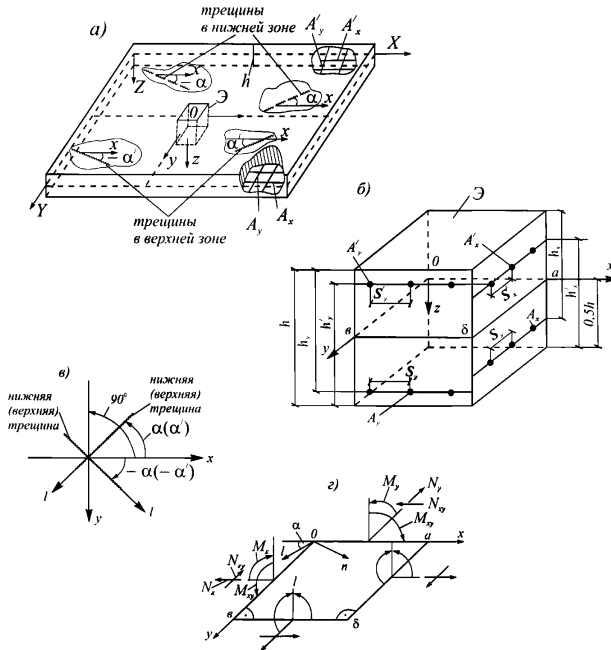 а)
трещины
в нижней зоне
A'y A'x
X
h
Z
-α
x
0
Э
α
x
x
-α'
y
z
α'
x
Y
трещины
в верхней зоне
Ay Ax
б)
Э
A'y
0
A'x
x
a
S'y
S'x
z
h
hy
h'y
hx
h'x
0,5h
в
δ
y
Sx
Ax
Sy
Ay
в)
нижняя
(верхняя)
трещина
90°
нижняя
(верхняя)
трещина
α(α')
x
-α(-α')
l
y
l
г)
My
Ny
Nxy
Mxy
α
0
a
x
l
n
Mx
Nxy
Nx
Mxy
l
в
δ
y